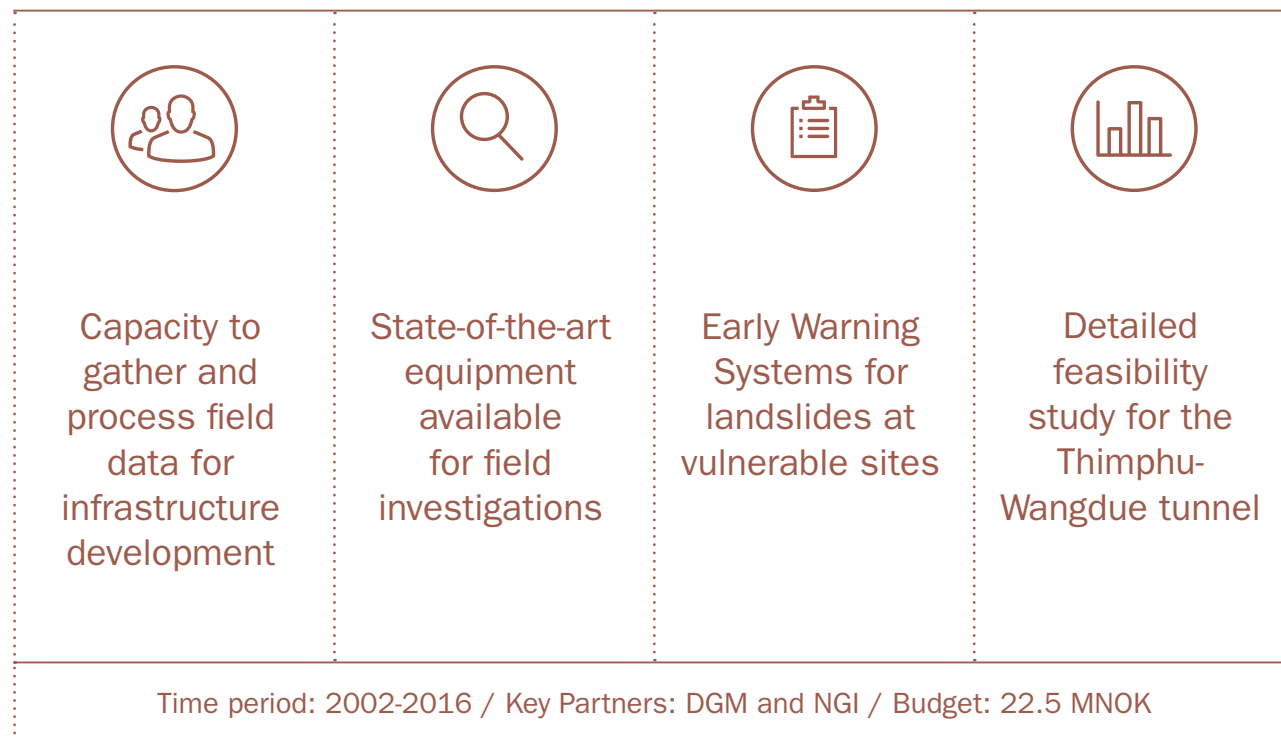 Capacity to
gather and
process field
data for
infrastructure
development
State-of-the-art
equipment
available
for field
investigations
Early Warning
Systems for
landslides at
vulnerable sites
Detailed
feasibility
study for the
Thimphu-
Wangdue tunnel
Time period: 2002-2016 / Key Partners: DGM and NGI / Budget: 22.5 MNOK